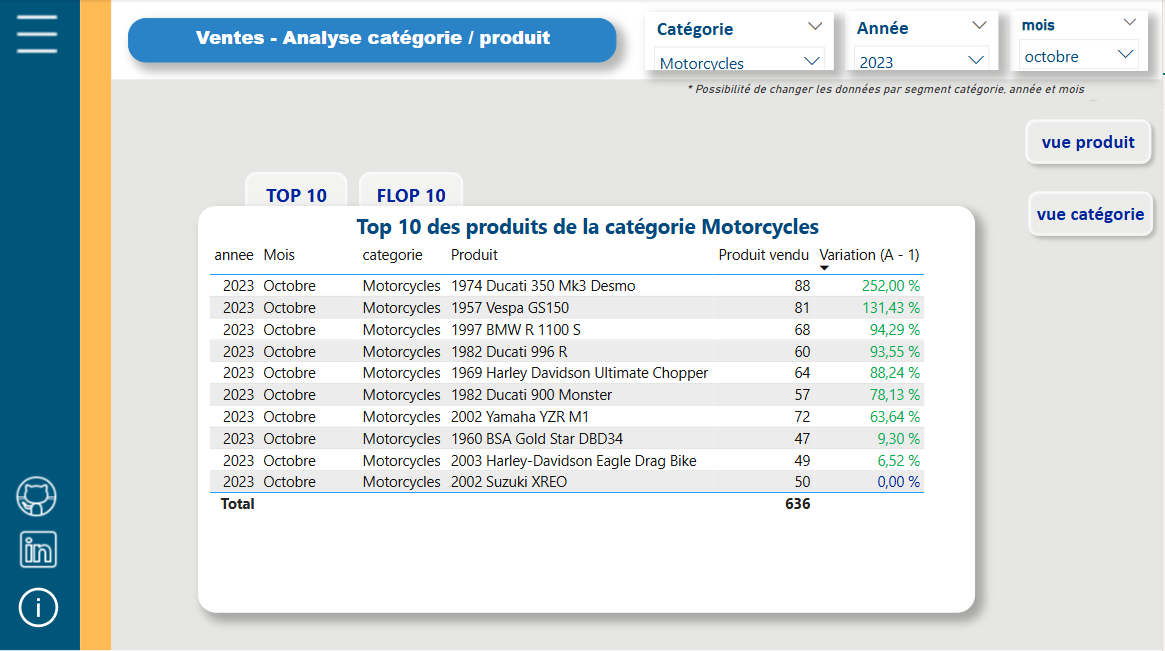 Ventes - Analyse catégorie / produit
Catégorie
Motorcycles
Année
2023
mois
octobre
* Possibilité de changer les données par segment catégorie, année et mois
vue produit
vue catégorie
TOP 10
FLOP 10
Top 10 des produits de la catégorie Motorcycles
annee Mois categorie Produit Produit vendu Variation (A - 1)
2023 Octobre Motorcycles 1974 Ducati 350 Mk3 Desmo 88 252,00 %
2023 Octobre Motorcycles 1957 Vespa GS150 81 131,43 %
2023 Octobre Motorcycles 1997 BMW R 1100 S 68 94,29 %
2023 Octobre Motorcycles 1982 Ducati 996 R 60 93,55 %
2023 Octobre Motorcycles 1969 Harley Davidson Ultimate Chopper 64 88,24 %
2023 Octobre Motorcycles 1982 Ducati 900 Monster 57 78,13 %
2023 Octobre Motorcycles 2002 Yamaha YZR M1 72 63,64 %
2023 Octobre Motorcycles 1960 BSA Gold Star DBD34 47 9,30 %
2023 Octobre Motorcycles 2003 Harley-Davidson Eagle Drag Bike 49 6,52 %
2023 Octobre Motorcycles 2002 Suzuki XREO 50 0,00 %
Total 636
in
i